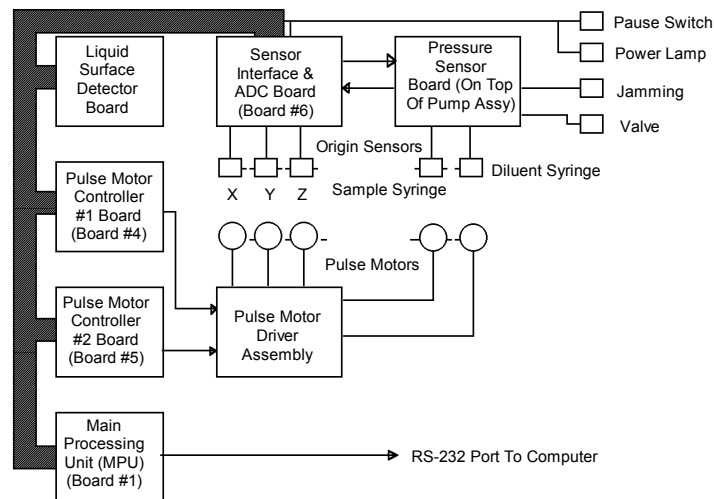 Liquid
Surface
Detector
Board
Sensor
Interface &
ADC Board
(Board #6)
Pressure
Sensor
Board (On Top
Of Pump Assy)
Pause Switch
Power Lamp
Jamming
Valve
Origin Sensors
Diluent Syringe
X Y Z
Sample Syringe
Pulse Motor
Controller
#1 Board
(Board #4)
Pulse Motors
Pulse Motor
Controller
#2 Board
(Board #5)
Pulse Motor
Driver
Assembly
Main
Processing
Unit (MPU)
(Board #1)
RS-232 Port To Computer